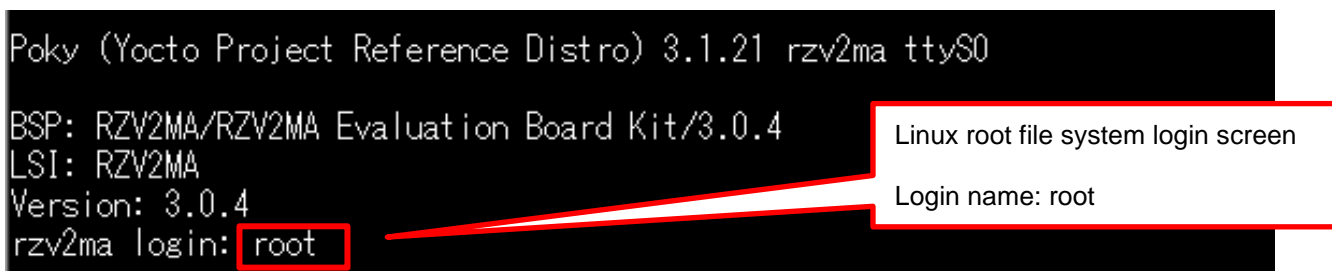 Poky (Yocto Project Reference Distro) 3.1.21 rzv2ma ttyS0
BSP: RZV2MA/RZV2MA Evaluation Board Kit/3.0.4
LSI: RZV2MA
Version: 3.0.4
rzv2ma login: root
Linux root file system login screen
Login name: root